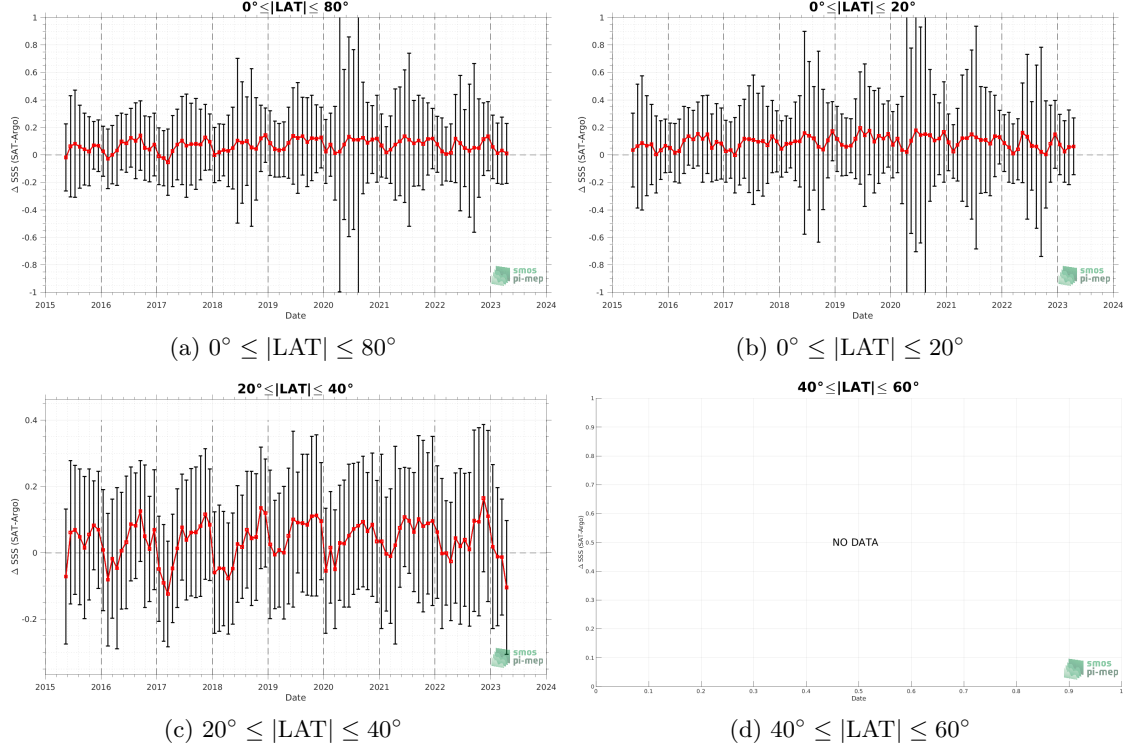 0°≤|LAT|≤ 80°
Δ SSS (SAT-Argo)
1
0.8
0.6
0.4
0.2
0
-0.2
-0.4
-0.6
-0.8
-1
2015 2016 2017 2018 2019 2020 2021 2022 2023 2024
Date
smos
pi-mep
(a) 0° ≤ |LAT| ≤ 80°
0°≤|LAT|≤ 20°
Δ SSS (SAT-Argo)
1
0.8
0.6
0.4
0.2
0
-0.2
-0.4
-0.6
-0.8
-1
2015 2016 2017 2018 2019 2020 2021 2022 2023 2024
Date
smos
pi-mep
(b) 0° ≤ |LAT| ≤ 20°
20°≤|LAT|≤ 40°
Δ SSS (SAT-Argo)
0.4
0.2
0
-0.2
2015 2016 2017 2018 2019 2020 2021 2022 2023 2024
Date
smos
pi-mep
(c) 20° ≤ |LAT| ≤ 40°
40°≤|LAT|≤ 60°
Δ SSS (SAT-Argo)
1
0.9
0.8
0.7
0.6
0.5
0.4
0.3
0.2
0.1
0
NO DATA
0 0.1 0.2 0.3 0.4 0.5 0.6 0.7 0.8 0.9 1
Date
smos
pi-mep
(d) 40° ≤ |LAT| ≤ 60°